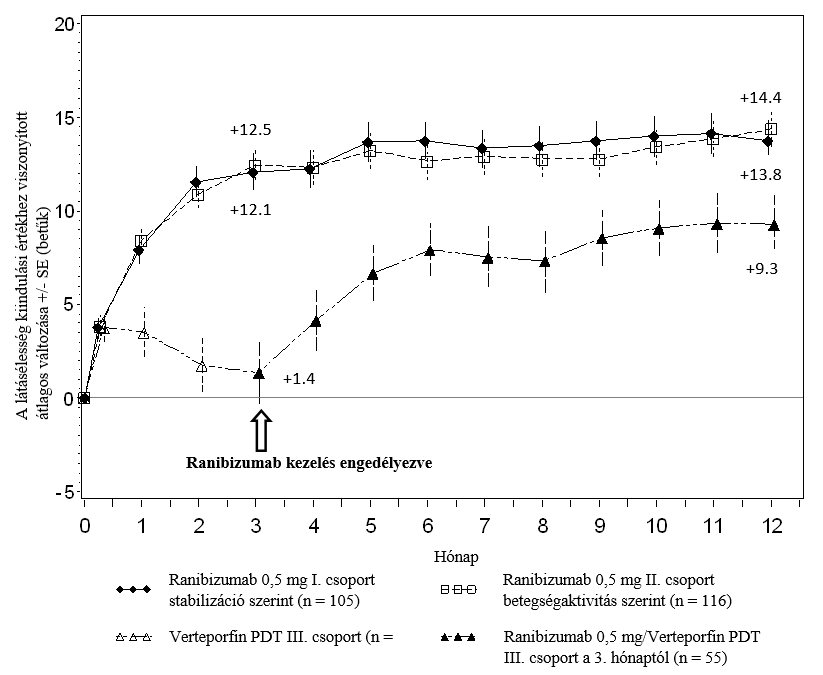 20
15
10
5
0
-5
A látásélesség kiindulási értékhez viszonyított
átlagos változása +/- SE (betűk)
+12.5
+12.1
+14.4
+13.8
+9.3
+1.4
Ranibizumab kezelés engedélyezve
0 1 2 3 4 5 6 7 8 9 10 11 12
Hónap
Ranibizumab 0,5 mg I. csoport
stabilizáció szerint (n = 105)
Ranibizumab 0,5 mg II. csoport
betegségaktivitás szerint (n = 116)
Verteporfin PDT III. csoport (n =
Ranibizumab 0,5 mg/Verteporfin PDT
III. csoport a 3. hónaptól (n = 55)